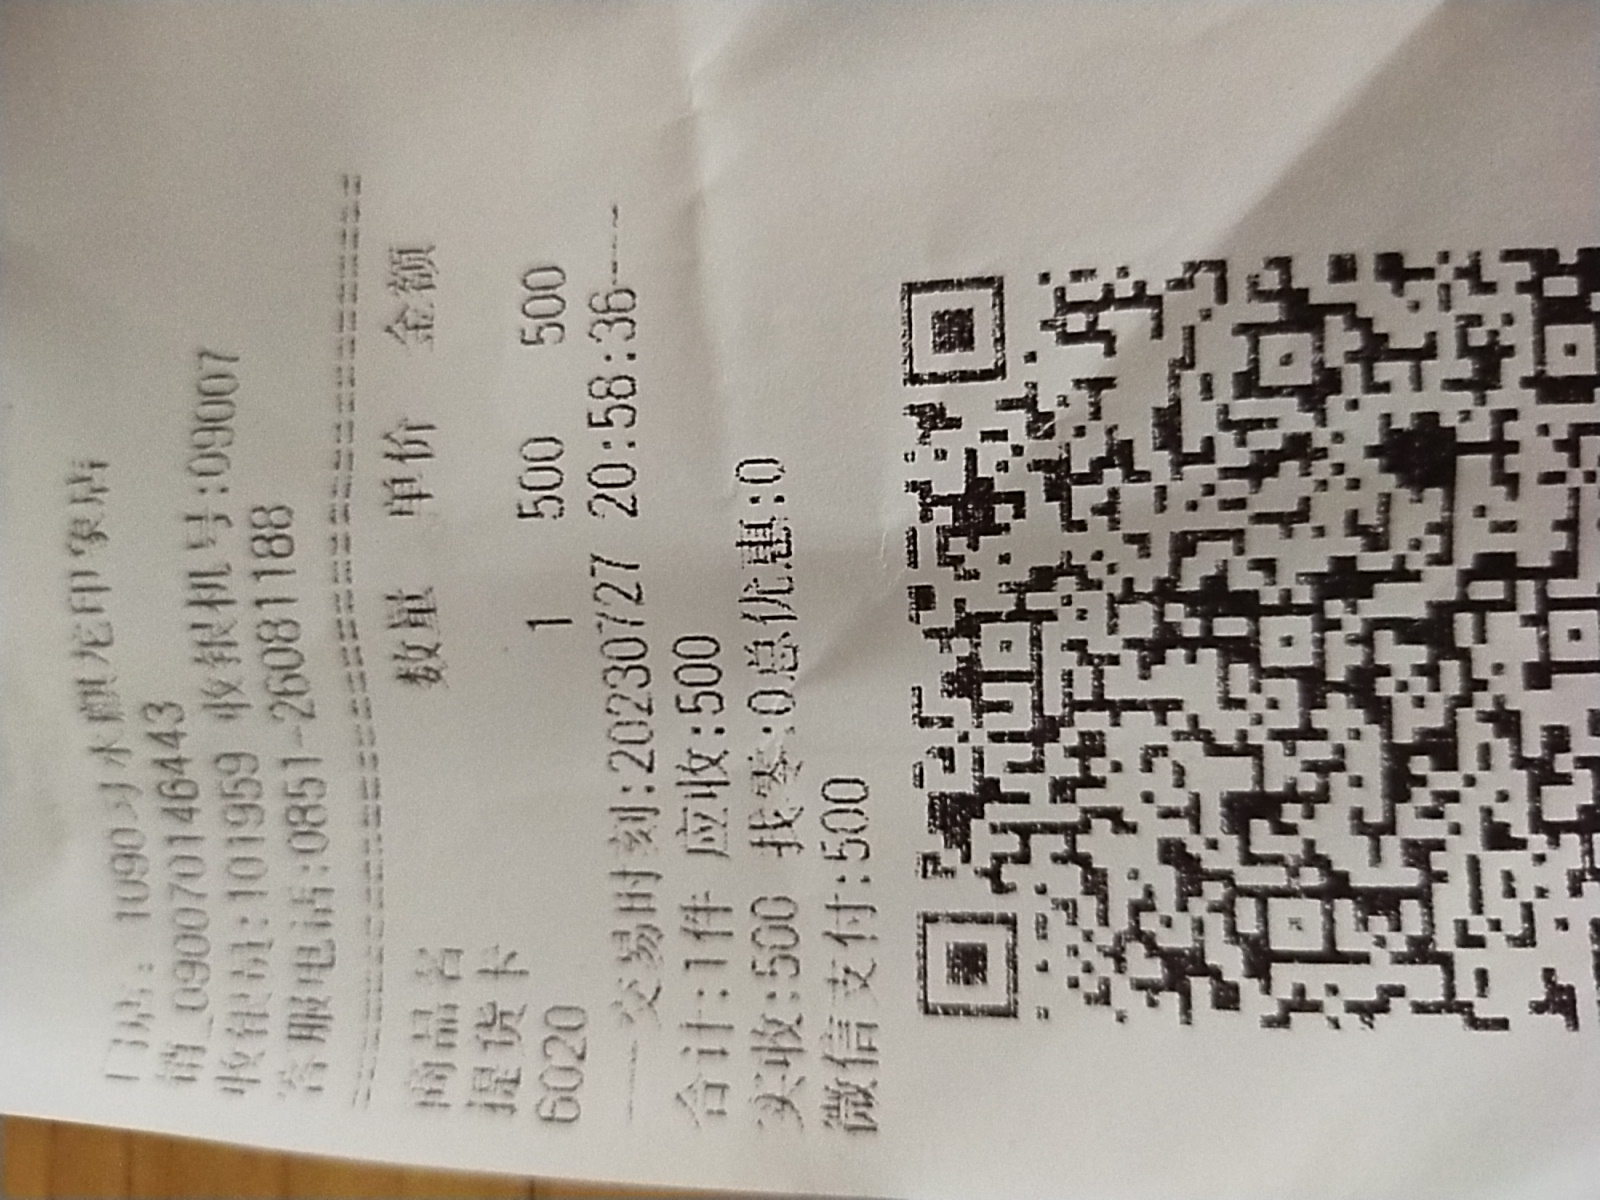 门店: 1090习水麒龙印象店
销_090070146443
收银员:101959 收银机号:09007
客服电话:0851-26081188
商品名 数量 单价 金额
提货卡
6020 1 500 500
----交易时刻:20230727 20:58:36----
合计:1件 应收:500
实收:500 找零:0总优惠:0
微信支付:500